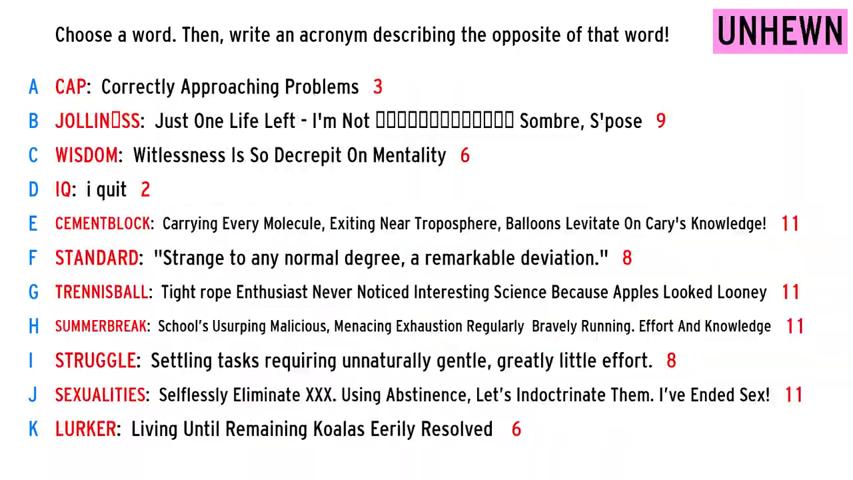 Choose a word. Then, write an acronym describing the opposite of that word!
UNHEWN
A CAP: Correctly Approaching Problems 3
B JOLLIN▯SS: Just One Life Left - I'm Not ▯▯▯▯▯▯▯▯▯▯▯▯▯ Sombre, S'pose 9
C WISDOM: Witlessness Is So Decrepit On Mentality 6
D IQ: i quit 2
E CEMENTBLOCK: Carrying Every Molecule, Exiting Near Troposphere, Balloons Levitate On Cary's Knowledge! 11
F STANDARD: "Strange to any normal degree, a remarkable deviation." 8
G TRENNISBALL: Tight rope Enthusiast Never Noticed Interesting Science Because Apples Looked Looney 11
H SUMMERBREAK: School's Usurping Malicious, Menacing Exhaustion Regularly Bravely Running. Effort And Knowledge 11
I STRUGGLE: Settling tasks requiring unnaturally gentle, greatly little effort. 8
J SEXUALITIES: Selflessly Eliminate XXX. Using Abstinence, Let's Indoctrinate Them. I've Ended Sex! 11
K LURKER: Living Until Remaining Koalas Eerily Resolved 6